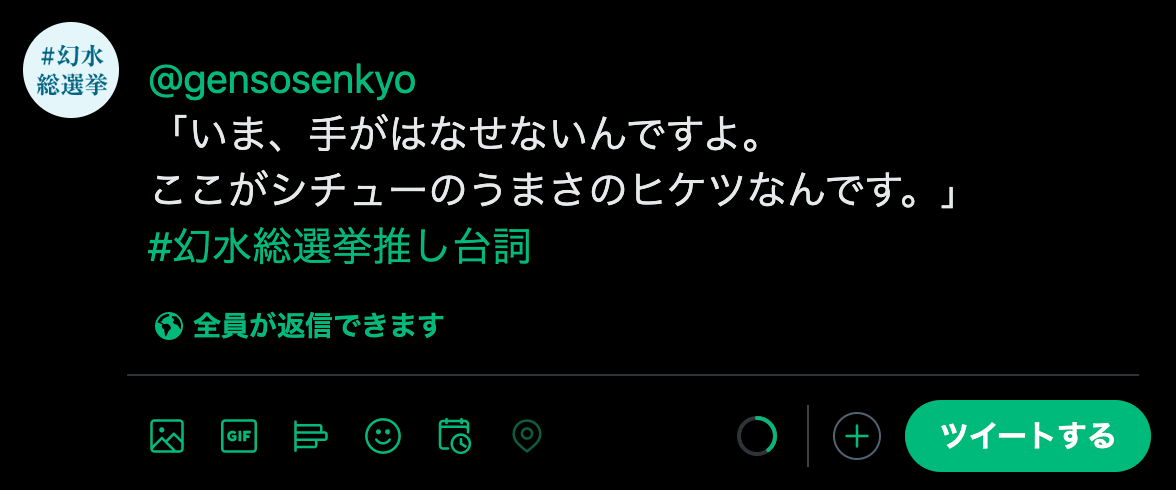 #幻水
総選挙
@gensosenkyo
「いま、手がはなせないんですよ。
ここがシチューのうまさのヒケツなんです。」
#幻水総選挙推し台詞
全員が返信できます
GIF
ツイートする